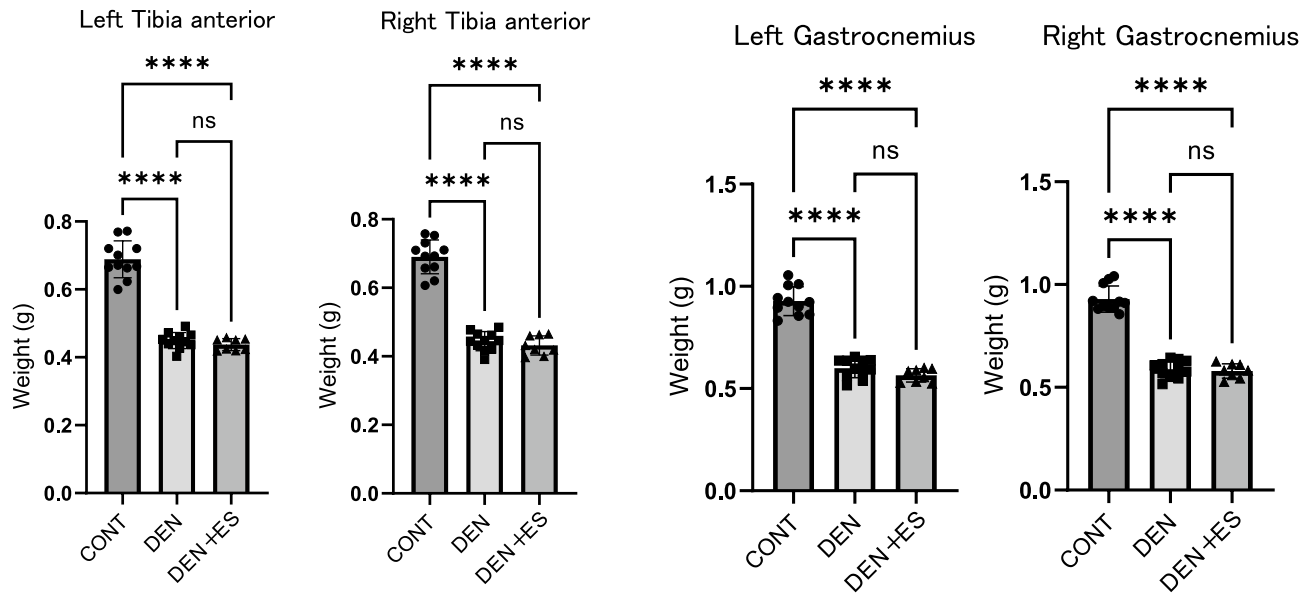 Left Tibia anterior
****
ns
****
Weight (g)
0.8
0.6
0.4
0.2
0.0
CONT
DEN
DEN+ES
Right Tibia anterior
****
ns
****
Weight (g)
0.8
0.6
0.4
0.2
0.0
CONT
DEN
DEN+ES
Left Gastrocnemius
****
ns
****
Weight (g)
1.5
1.0
0.5
0.0
CONT
DEN
DEN+ES
Right Gastrocnemius
****
ns
****
Weight (g)
1.5
1.0
0.5
0.0
CONT
DEN
DEN+ES